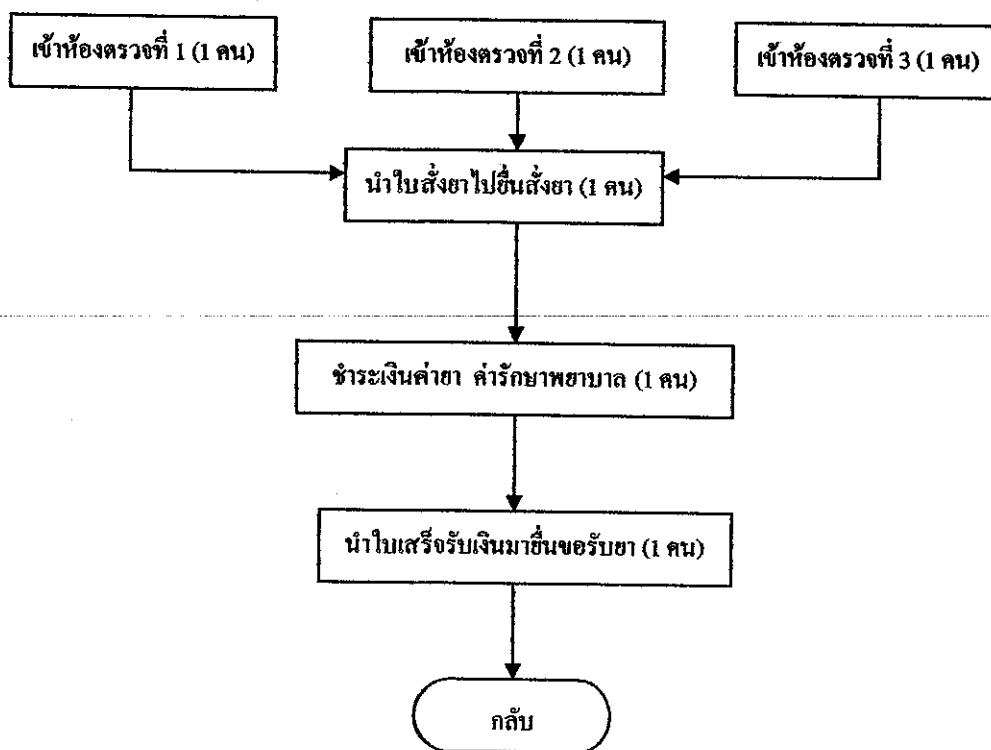 เข้าห้องตรวจที่ 1 (1 คน)
เข้าห้องตรวจที่ 2 (1 คน)
เข้าห้องตรวจที่ 3 (1 คน)
นำใบสั่งยาไปยื่นสั่งยา (1 คน)
ชำระเงินค่ายา ค่ารักษาพยาบาล (1 คน)
นำใบเสร็จรับเงินมายื่นขอรับยา (1 คน)
กลับ